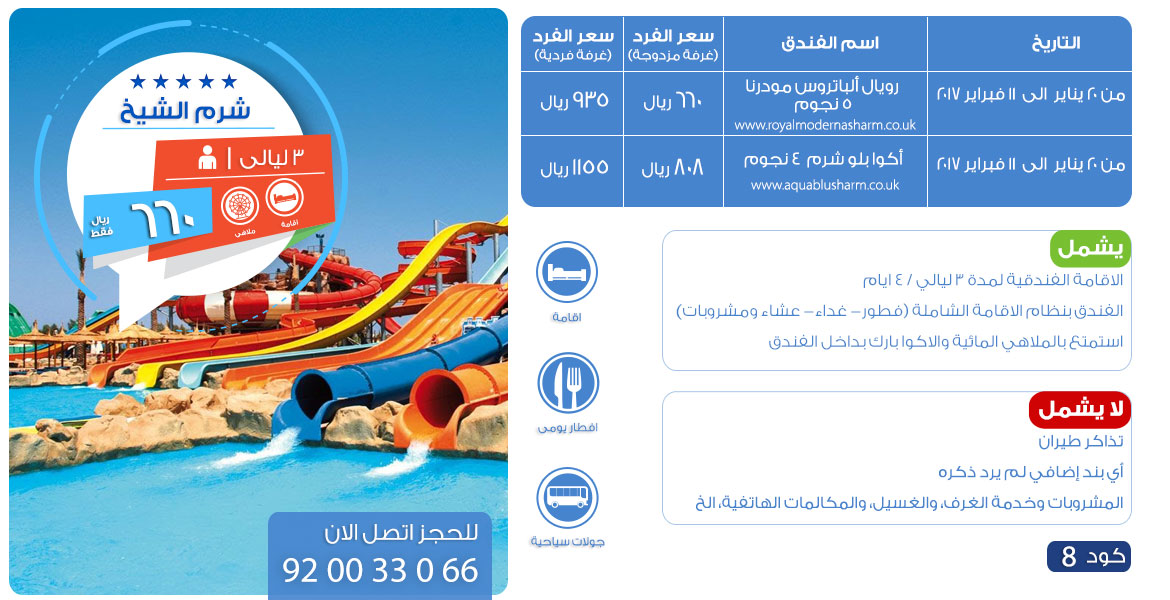 شرم الشيخ
٣ ليالى |
اقامة
ملاهى
٦٦٠
ريال
فقط
للحجز اتصل الان
92 00 33 0 66
التاريخ
اسم الفندق
سعر الفرد
(غرفة مزدوجة)
سعر الفرد
(غرفة فردية)
من ٢٠ يناير الى ١١ فبراير ٢٠١٧
رويال ألباتروس مودرنا
٥ نجوم
www.royalmodernasharm.co.uk
٦٦٠ ريال
٩٣٥ ريال
من ٢٠ يناير الى ١١ فبراير ٢٠١٧
أكوا بلو شرم ٤ نجوم
www.aquablusharm.co.uk
٨٠٨ ريال
١١٥٥ ريال
يشمل
الاقامة الفندقية لمدة ٣ ليالي / ٤ ايام
الفندق بنظام الاقامة الشاملة (فطور– غداء– عشاء ومشروبات)
استمتع بالملاهي المائية والاكوا بارك بداخل الفندق
اقامة
افطار يومى
جولات سياحية
لا يشمل
تذاكر طيران
أي بند إضافي لم يرد ذكره
المشروبات وخدمة الغرف، والغسيل، والمكالمات الهاتفية، الخ
كود 8